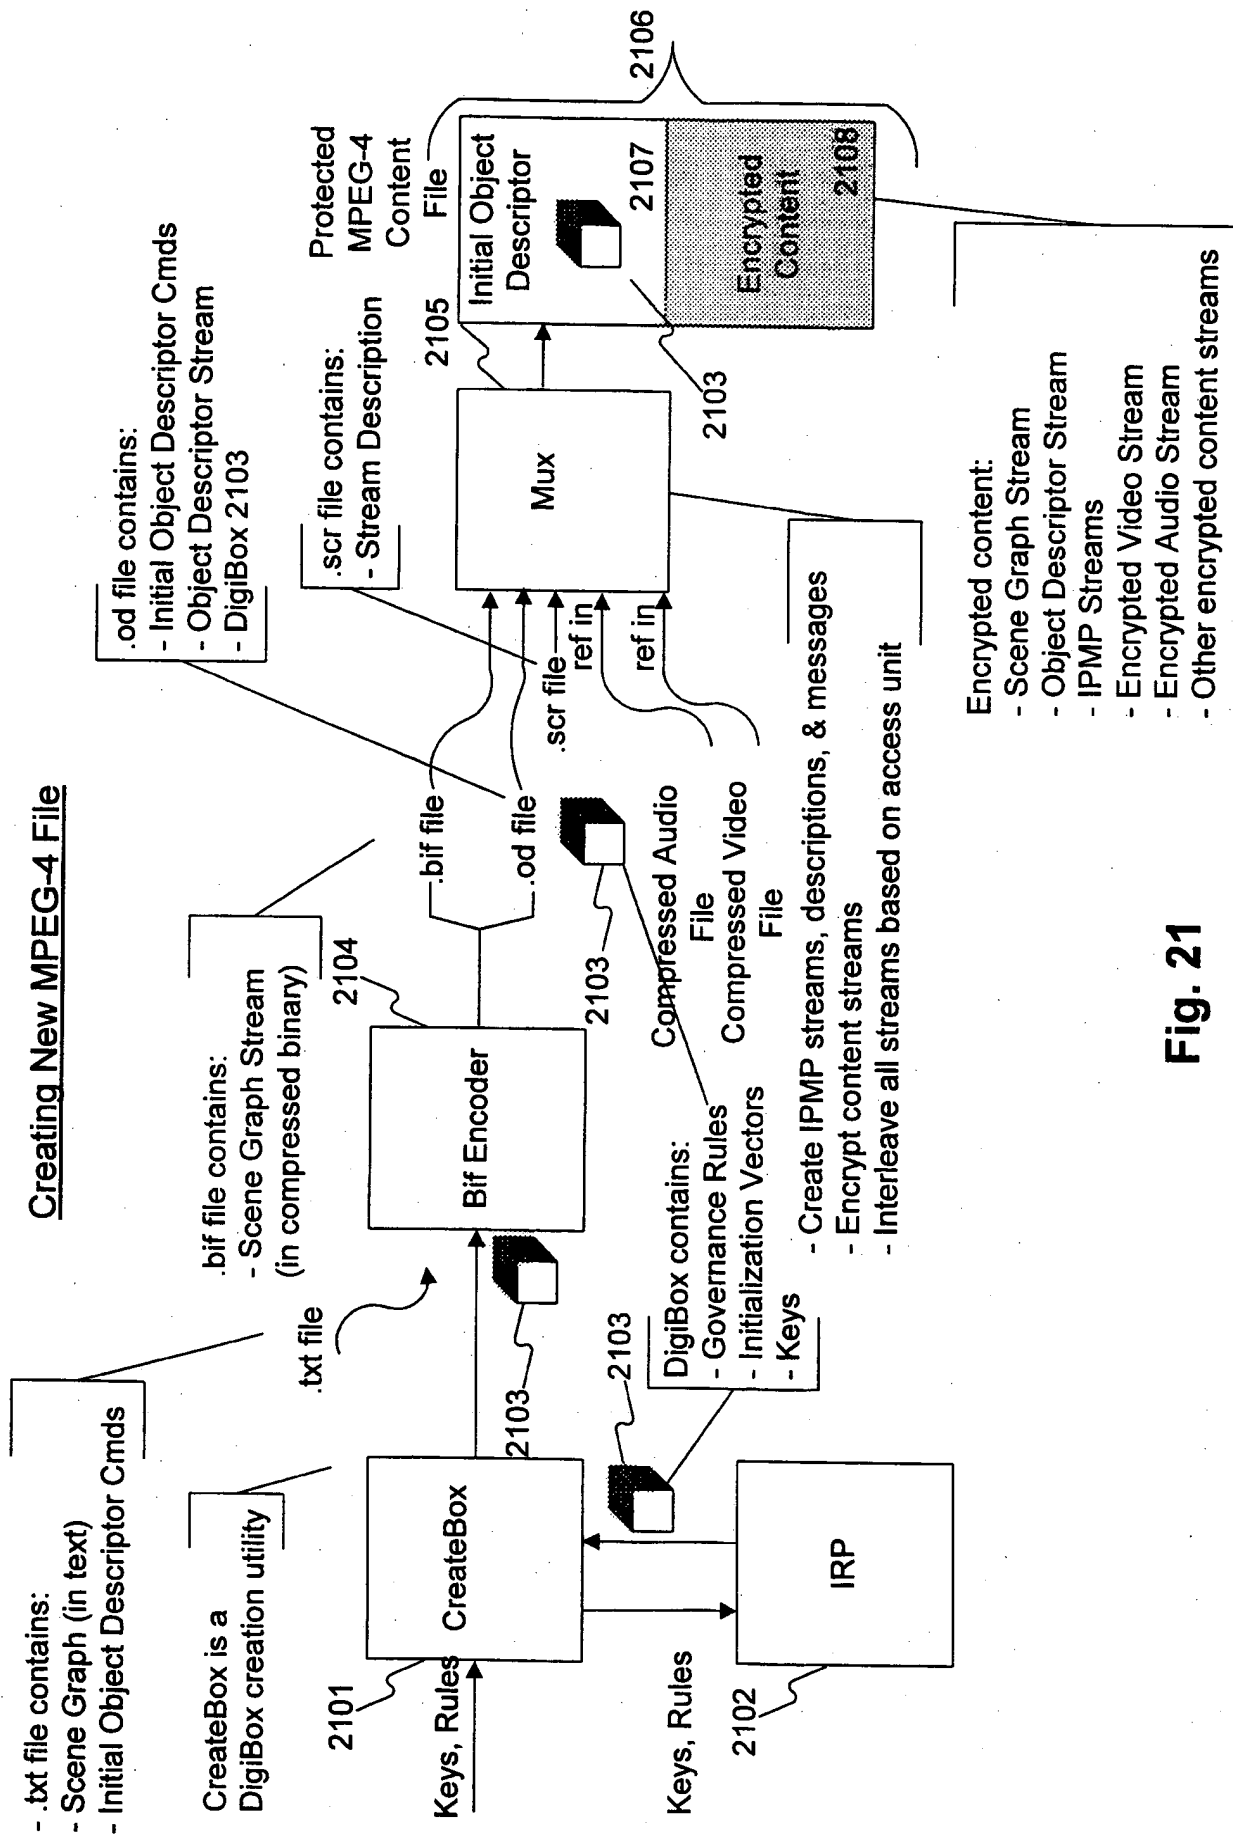 Creating New MPEG-4 File
- .txt file contains:
- Scene Graph (in text)
- Initial Object Descriptor Cmds
CreateBox is a
DigiBox creation utility
.bif file contains:
- Scene Graph Stream
(in compressed binary)
.od file contains:
- Initial Object Descriptor Cmds
- Object Descriptor Stream
- DigiBox 2103
.scr file contains:
- Stream Description
Protected
MPEG-4
Content
File
2101
Keys, Rules
CreateBox
.txt file
2103
Bif Encoder
2104
.bif file
.od file
2103
.scr file
ref in
ref in
Mux
2105
Initial Object
Descriptor
2107
2103
Encrypted
Content
2108
2106
Keys, Rules
2102
IRP
2103
DigiBox contains:
- Governance Rules
- Initialization Vectors
- Keys
Compressed Audio
File
Compressed Video
File
- Create IPMP streams, descriptions, & messages
- Encrypt content streams
- Interleave all streams based on access unit
Encrypted content:
- Scene Graph Stream
- Object Descriptor Stream
- IPMP Streams
- Encrypted Video Stream
- Encrypted Audio Stream
- Other encrypted content streams
Fig. 21